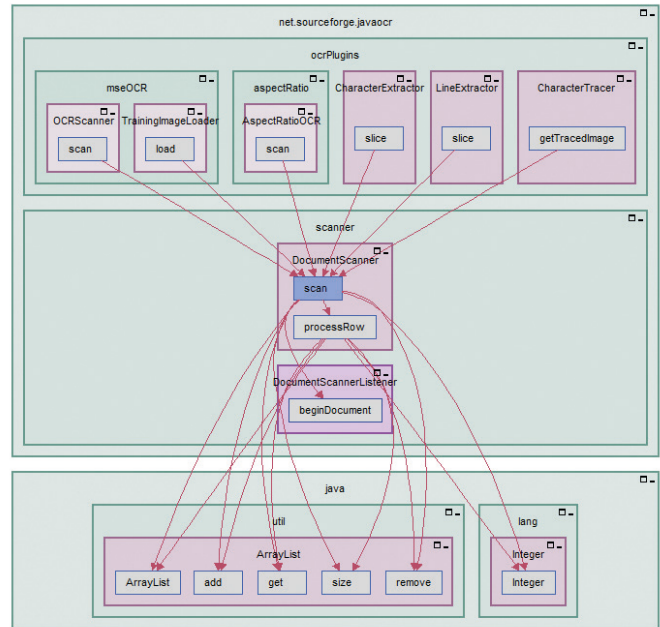 net.sourceforge.javaocr
ocrPlugins
mseOCR
aspectRatio
CharacterExtractor
LineExtractor
CharacterTracer
OCRScanner
TrainingImageLoader
AspectRatioOCR
scan
load
scan
slice
slice
getTracedImage
scanner
DocumentScanner
scan
processRow
DocumentScannerListener
beginDocument
java
util
lang
ArrayList
Integer
ArrayList
add
get
size
remove
Integer